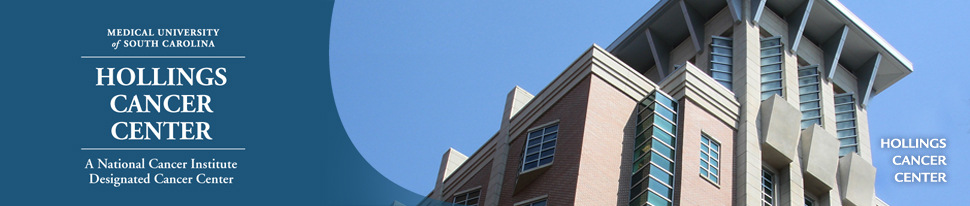 MEDICAL UNIVERSITY
of SOUTH CAROLINA
HOLLINGS
CANCER
CENTER
A National Cancer Institute
Designated Cancer Center
HOLLINGS
CANCER
CENTER